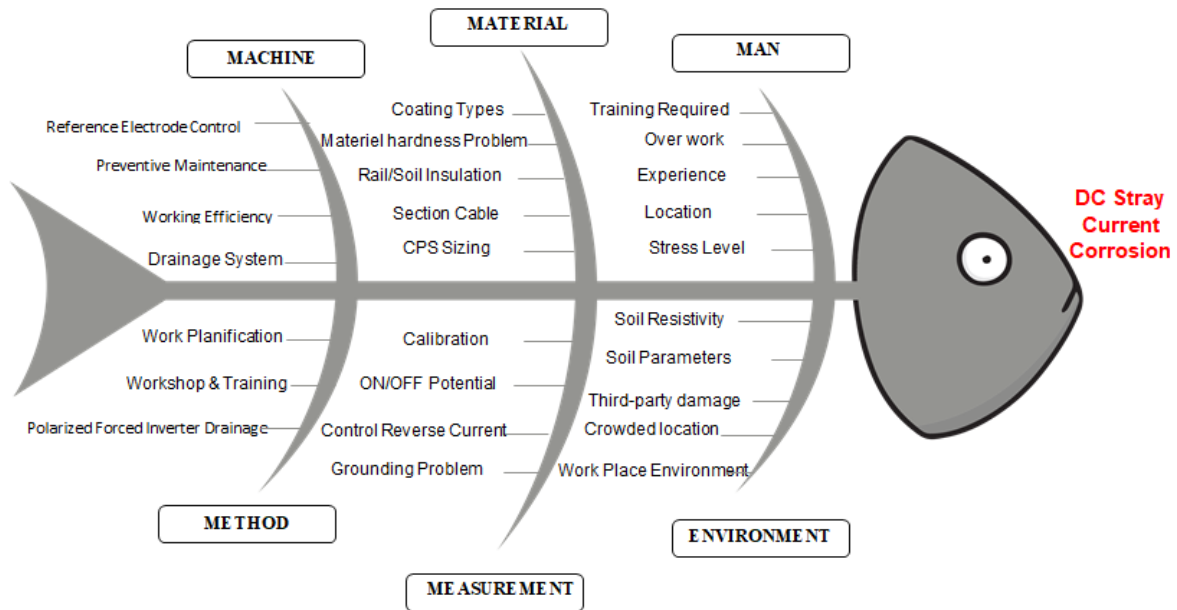 MACHINE
MATERIAL
MAN
Reference Electrode Control
Preventive Maintenance
Working Efficiency
Drainage System
Coating Types
Materiel hardness Problem
Rail/Soil Insulation
Section Cable
CPS Sizing
Training Required
Over work
Experience
Location
Stress Level
DC Stray
Current
Corrosion
Work Planification
Workshop & Training
Polarized Forced Inverter Drainage
Calibration
ON/OFF Potential
Control Reverse Current
Grounding Problem
Soil Resistivity
Soil Parameters
Third-party damage
Crowded location
Work Place Environment
METHOD
MEASUREMENT
ENVIRONMENT